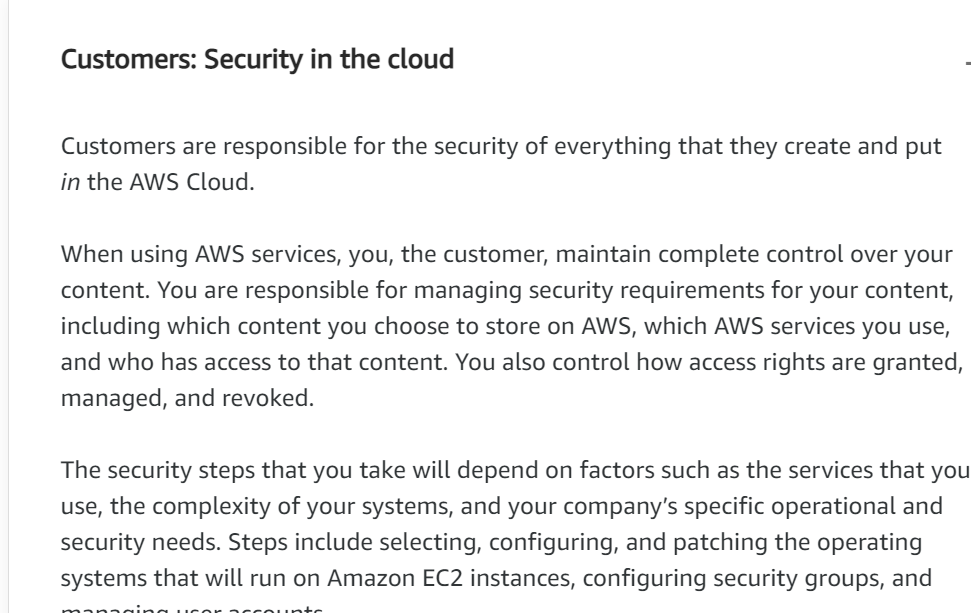 Customers: Security in the cloud
Customers are responsible for the security of everything that they create and put
in the AWS Cloud.
When using AWS services, you, the customer, maintain complete control over your
content. You are responsible for managing security requirements for your content,
including which content you choose to store on AWS, which AWS services you use,
and who has access to that content. You also control how access rights are granted,
managed, and revoked.
The security steps that you take will depend on factors such as the services that you
use, the complexity of your systems, and your company’s specific operational and
security needs. Steps include selecting, configuring, and patching the operating
systems that will run on Amazon EC2 instances, configuring security groups, and
managing user accounts.